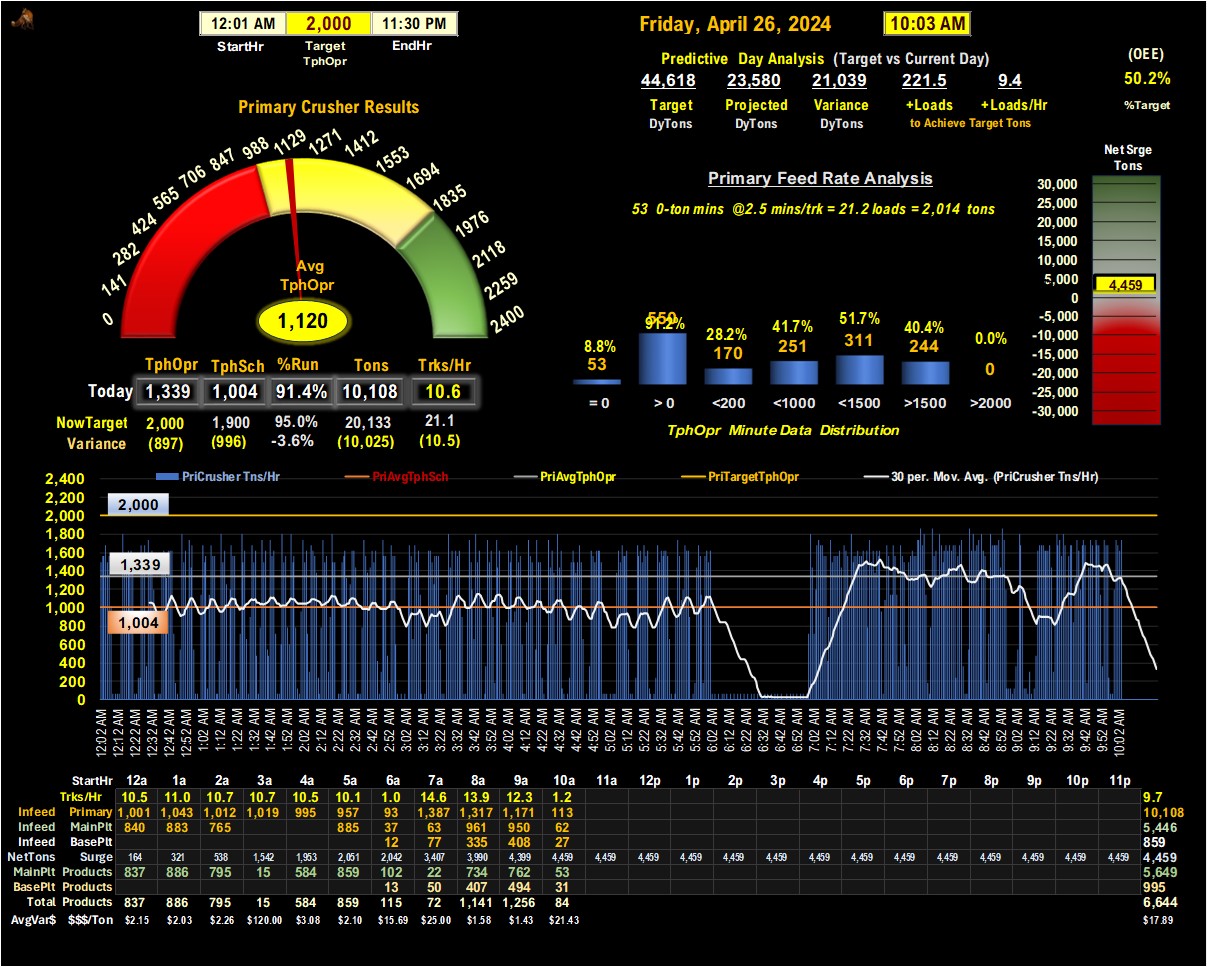 12:01 AM 2,000 11:30 PM
StartHr Target TphOpr EndHr
Friday, April 26, 2024 10:03 AM
Predictive Day Analysis (Target vs Current Day)
44,618 23,580 21,039 221.5 9.4
Target Projected Variance +Loads +Loads/Hr
DyTons DyTons DyTons to Achieve Target Tons
(OEE)
50.2%
%Target
Primary Crusher Results
0 141 282 424 565 706 847 988 1129 1271 1412 1553 1694 1835 1976 2118 2259 2400
Avg
TphOpr
1,120
TphOpr TphSch %Run Tons Trks/Hr
Today 1,339 1,004 91.4% 10,108 10.6
NowTarget 2,000 1,900 95.0% 20,133 21.1
Variance (897) (996) -3.6% (10,025) (10.5)
Primary Feed Rate Analysis
53 0-ton mins @2.5 mins/trk = 21.2 loads = 2,014 tons
8.8% 91.2% 28.2% 41.7% 51.7% 40.4% 0.0%
53 550 170 251 311 244 0
= 0 > 0 <200 <1000 <1500 >1500 >2000
TphOpr Minute Data Distribution
NetSrge
Tons
30,000
25,000
20,000
15,000
10,000
5,000
4,459
0
-5,000
-10,000
-15,000
-20,000
-25,000
-30,000
PriCrusher Tns/Hr PriAvgTphSch PriAvgTphOpr PriTargetTphOpr 30 per. Mov. Avg. (PriCrusher Tns/Hr)
2,400
2,200
2,000
1,800
1,600
1,400
1,200
1,000
800
600
400
200
0
2,000
1,339
1,004
12:02 AM 12:12 AM 12:22 AM 12:32 AM 12:42 AM 12:52 AM 1:02 AM 1:12 AM 1:22 AM 1:32 AM 1:42 AM 1:52 AM 2:02 AM 2:12 AM 2:22 AM 2:32 AM 2:42 AM 2:52 AM 3:02 AM 3:12 AM 3:22 AM 3:32 AM 3:42 AM 3:52 AM 4:02 AM 4:12 AM 4:22 AM 4:32 AM 4:42 AM 4:52 AM 5:02 AM 5:12 AM 5:22 AM 5:32 AM 5:42 AM 5:52 AM 6:02 AM 6:12 AM 6:22 AM 6:32 AM 6:42 AM 6:52 AM 7:02 AM 7:12 AM 7:22 AM 7:32 AM 7:42 AM 7:52 AM 8:02 AM 8:12 AM 8:22 AM 8:32 AM 8:42 AM 8:52 AM 9:02 AM 9:12 AM 9:22 AM 9:32 AM 9:42 AM 9:52 AM 10:02 AM
StartHr 12a 1a 2a 3a 4a 5a 6a 7a 8a 9a 10a 11a 12p 1p 2p 3p 4p 5p 6p 7p 8p 9p 10p 11p
Trks/Hr 10.5 11.0 10.7 10.7 10.5 10.1 1.0 14.6 13.9 12.3 1.2 9.7
Infeed Primary 1,001 1,043 1,012 1,019 995 957 93 1,387 1,317 1,171 113 10,108
Infeed MainPlt 840 883 765 885 37 63 961 950 62 5,446
Infeed BasePlt 12 77 335 408 27 859
NetTons Surge 164 321 538 1,542 1,953 2,051 2,042 3,407 3,990 4,399 4,459 4,459 4,459 4,459 4,459 4,459 4,459 4,459 4,459 4,459 4,459 4,459 4,459 4,459 4,459
MainPlt Products 837 886 795 15 584 859 102 22 734 762 53 5,649
BasePlt Products 13 50 407 494 31 995
Total Products 837 886 795 15 584 859 115 72 1,141 1,256 84 6,644
AvgVar$ $$$/Ton $2.15 $2.03 $2.26 $120.00 $3.08 $2.10 $15.69 $25.00 $1.58 $1.43 $21.43 $17.89